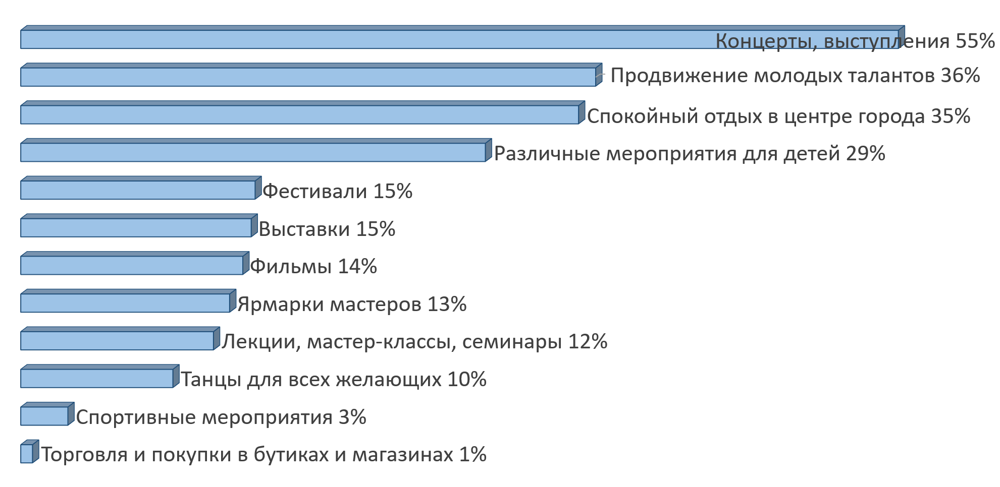 Концерты, выступления 55%
Продвижение молодых талантов 36%
Спокойный отдых в центре города 35%
Различные мероприятия для детей 29%
Фестивали 15%
Выставки 15%
Фильмы 14%
Ярмарки мастеров 13%
Лекции, мастер-классы, семинары 12%
Танцы для всех желающих 10%
Спортивные мероприятия 3%
Торговля и покупки в бутиках и магазинах 1%